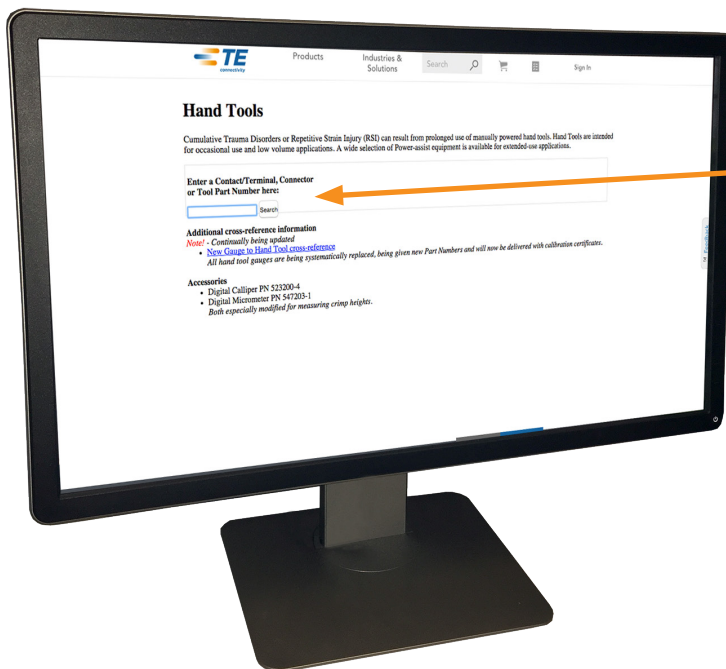 TE
connectivity
Products
Industries &
Solutions
Search
Sign In
Hand Tools
Cumulative Trauma Disorders or Repetitive Strain Injury (RSI) can result from prolonged use of manually powered hand tools. Hand Tools are intended
for occasional use and low volume applications. A wide selection of Power-assist equipment is available for extended-use applications.
Enter a Contact/Terminal, Connector
or Tool Part Number here:
Search
Additional cross-reference information
Note! - Continually being updated
• New Gauge to Hand Tool cross-reference
All hand tool gauges are being systematically replaced, being given new Part Numbers and will now be delivered with calibration certificates.
Accessories
• Digital Calliper PN 523200-4
• Digital Micrometer PN 547203-1
Both especially modified for measuring crimp heights.
Feedback